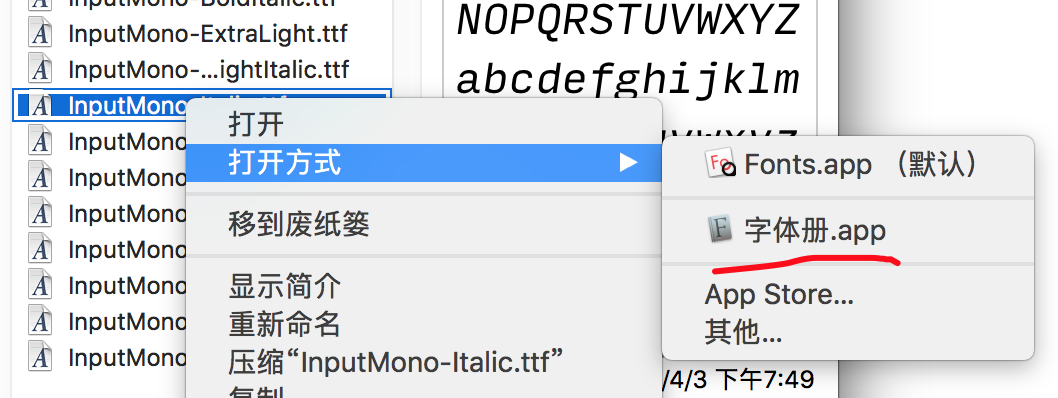 InputMono-BoldItalic.ttf
InputMono-ExtraLight.ttf
InputMono-...ightItalic.ttf
InputMono-Italic.ttf
InputMono
InputMono
InputMono
InputMono
InputMono
InputMono
InputMono
NOPQRSTUVWXYZ
abcdefghijklm
UVWXYZ
/4/3 下午7:49
打开
打开方式
移到废纸篓
显示简介
重新命名
压缩“InputMono-Italic.ttf”
复制
Fonts.app （默认）
字体册.app
App Store...
其他...